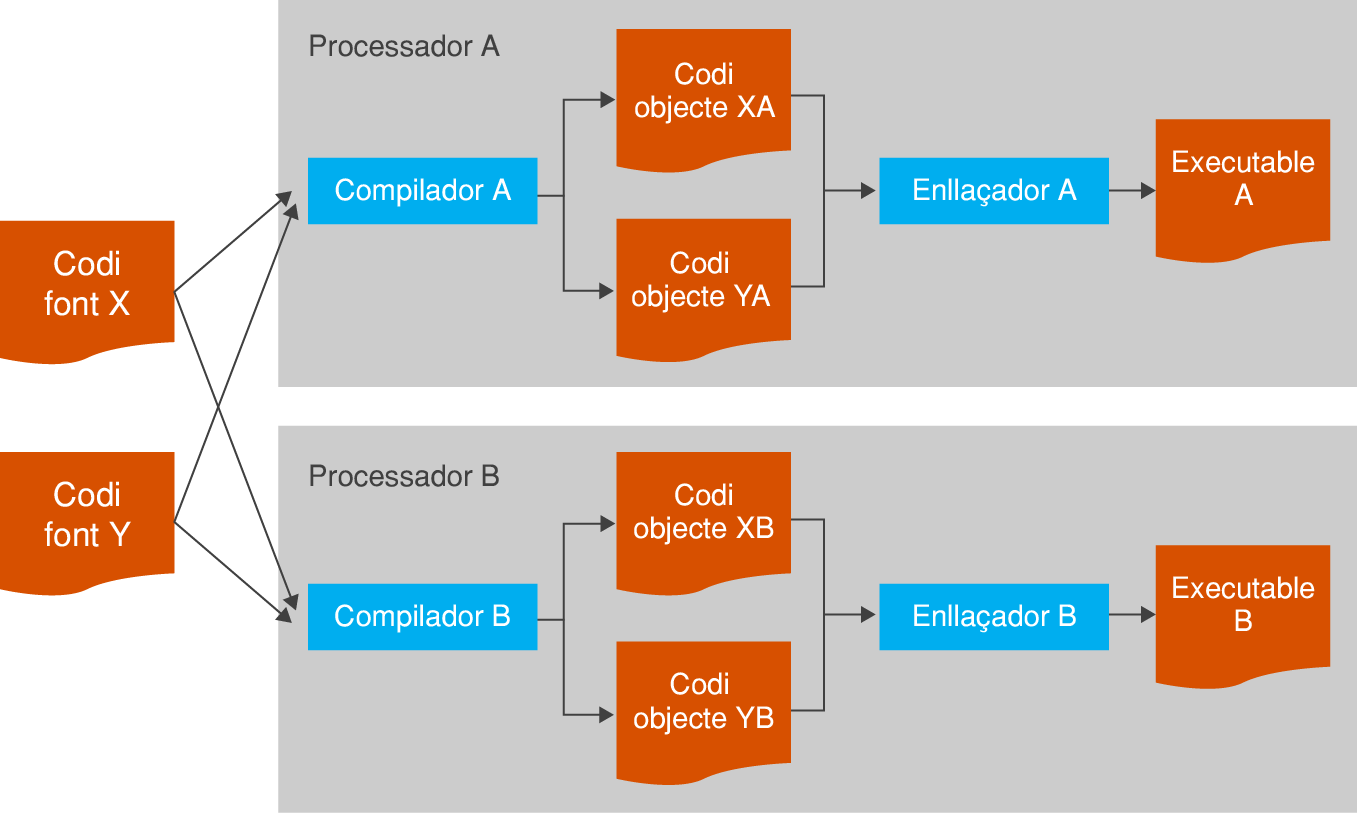 Processador A
Codi
font X
Codi
font Y
Compilador A
Codi
objecte XA
Codi
objecte YA
Enllaçador A
Executable
A
Processador B
Compilador B
Codi
objecte XB
Codi
objecte YB
Enllaçador B
Executable
B